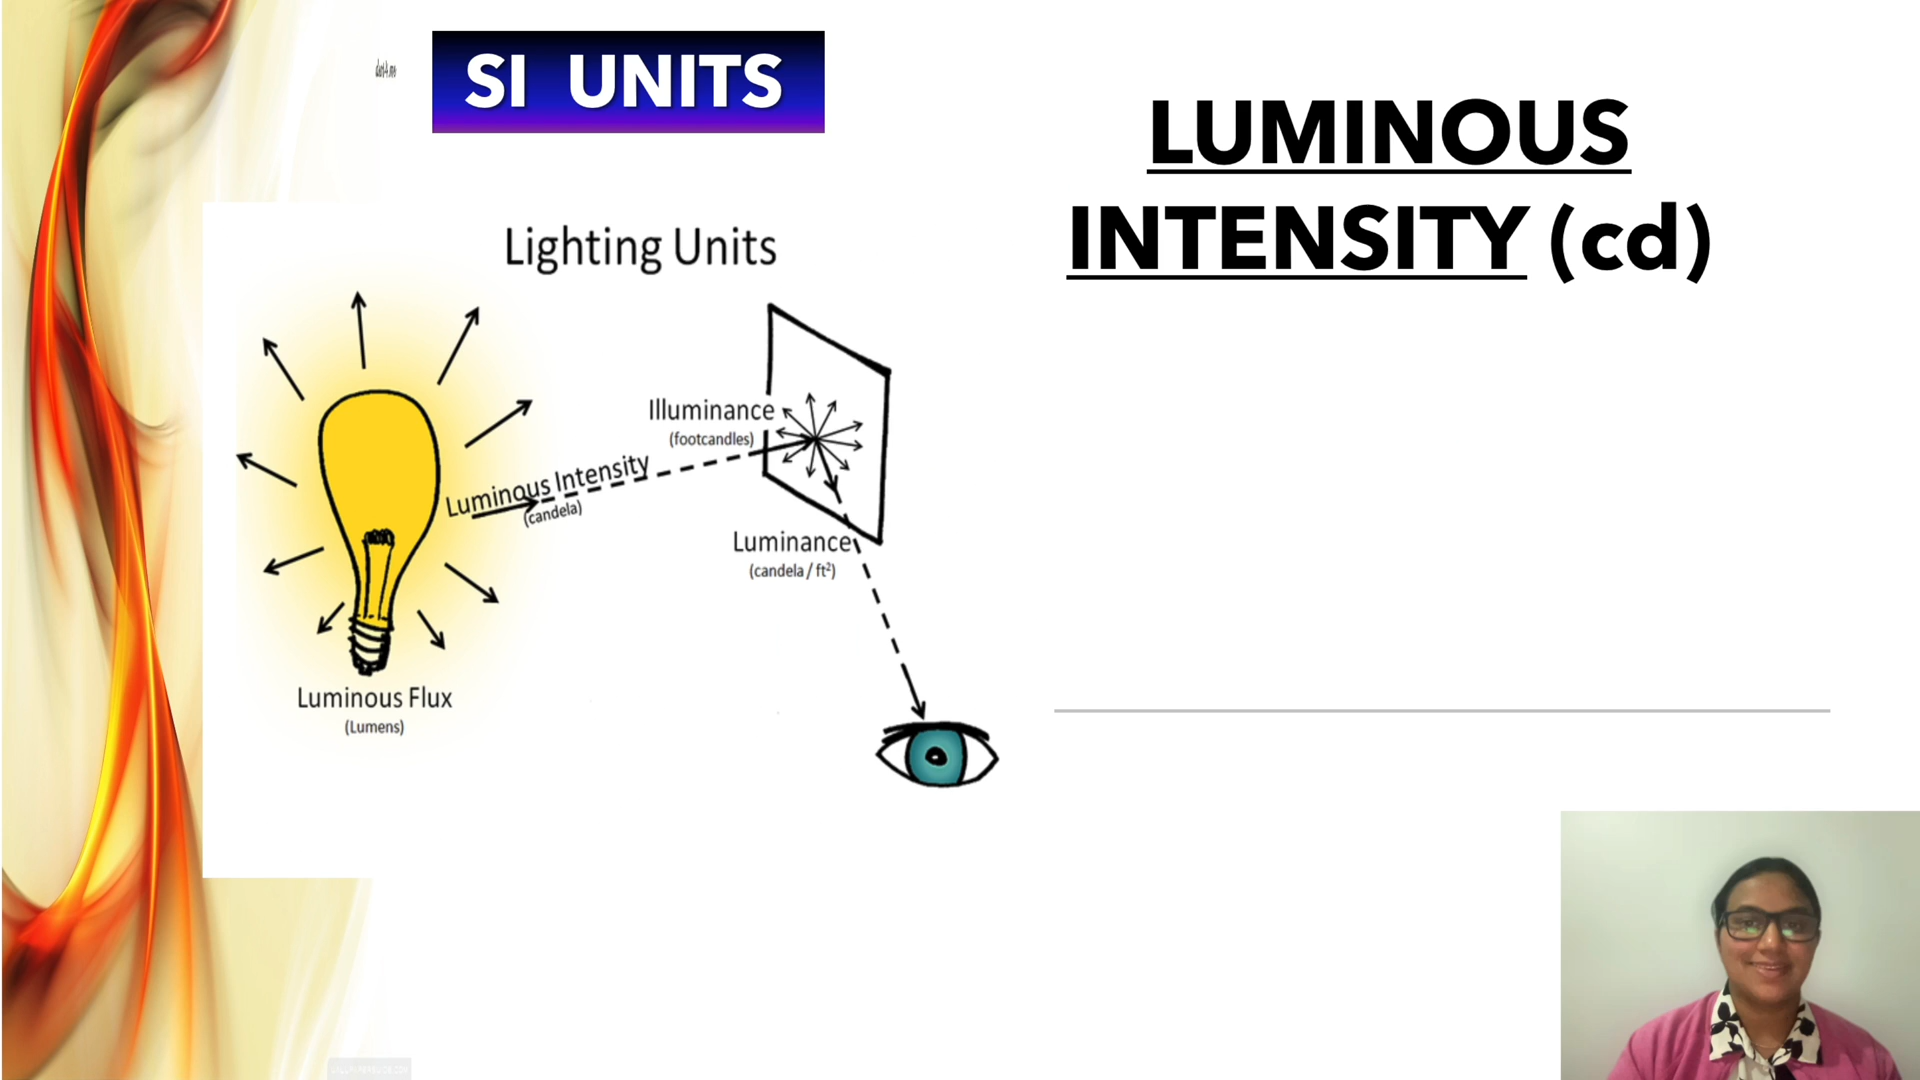 SI UNITS
LUMINOUS
INTENSITY (cd)
Lighting Units
Illuminance
(footcandles)
Luminous Intensity
(candela)
Luminance
(candela / ft²)
Luminous Flux
(Lumens)